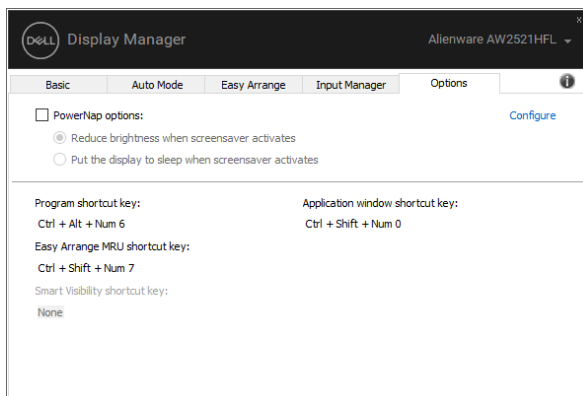 DELL Display Manager
Alienware AW2521HFL
x
Basic
Auto Mode
Easy Arrange
Input Manager
Options
i
PowerNap options:
Configure
Reduce brightness when screensaver activates
Put the display to sleep when screensaver activates
Program shortcut key:
Application window shortcut key:
Ctrl + Alt + Num 6
Ctrl + Shift + Num 0
Easy Arrange MRU shortcut key:
Ctrl + Shift + Num 7
Smart Visibility shortcut key:
None